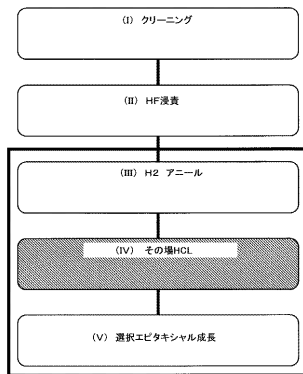 (I) クリーニング
(II) HF浸責
(III) H2 アニール
(IV) その場HCL
(V) 選択エピタキシャル成長